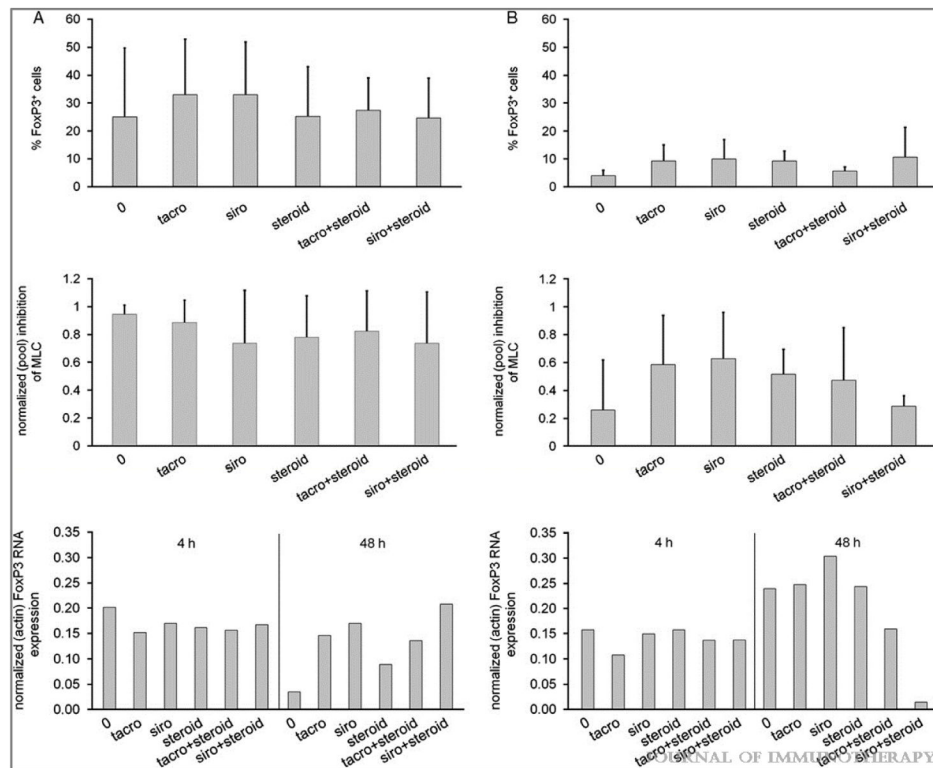 A
% FoxP3+ cells
60
50
40
30
20
10
0
0 tacro siro steroid tacro+steroid siro+steroid
normalized (pool) inhibition
of MLC
1.2
1
0.8
0.6
0.4
0.2
0
0 tacro siro steroid tacro+steroid siro+steroid
normalized (actin) FoxP3 RNA
expression
0.35
0.30
0.25
0.20
0.15
0.10
0.05
0.00
4 h 48 h
0 tacro siro steroid tacro+steroid siro+steroid 0 tacro siro steroid tacro+steroid siro+steroid
B
% FoxP3+ cells
60
50
40
30
20
10
0
0 tacro siro steroid tacro+steroid siro+steroid
normalized (pool) inhibition
of MLC
1.2
1
0.8
0.6
0.4
0.2
0
0 tacro siro steroid tacro+steroid siro+steroid
normalized (actin) FoxP3 RNA
expression
0.35
0.30
0.25
0.20
0.15
0.10
0.05
0.00
4 h 48 h
0 tacro siro steroid tacro+steroid siro+steroid 0 tacro siro steroid tacro+steroid siro+steroid
JOURNAL OF IMMUNOTHERAPY